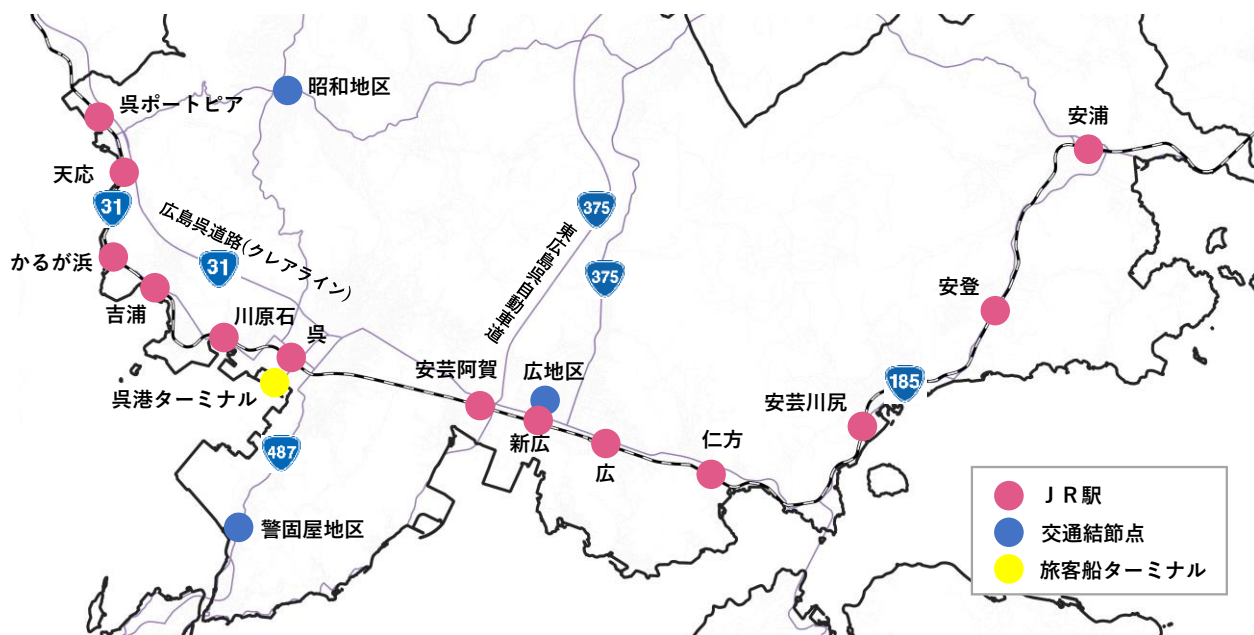 呉ポートピア
昭和地区
天応
31
かるが浜
広島呉道路(クレアライン)
31
吉浦
川原石
呉
呉港ターミナル
487
警固屋地区
安芸阿賀
東広島呉自動車道
375
375
広地区
新広
広
仁方
安芸川尻
185
安登
安浦
ＪＲ駅
交通結節点
旅客船ターミナル